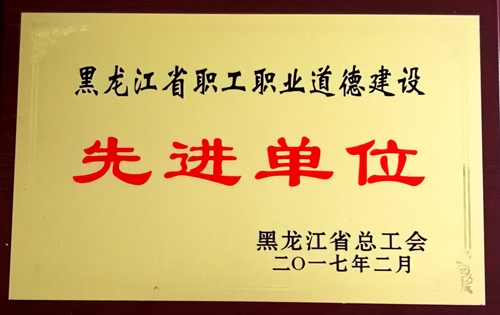 黑龙江省职工职业道德建设
先进单位
黑龙江省总工会
二〇一七年二月